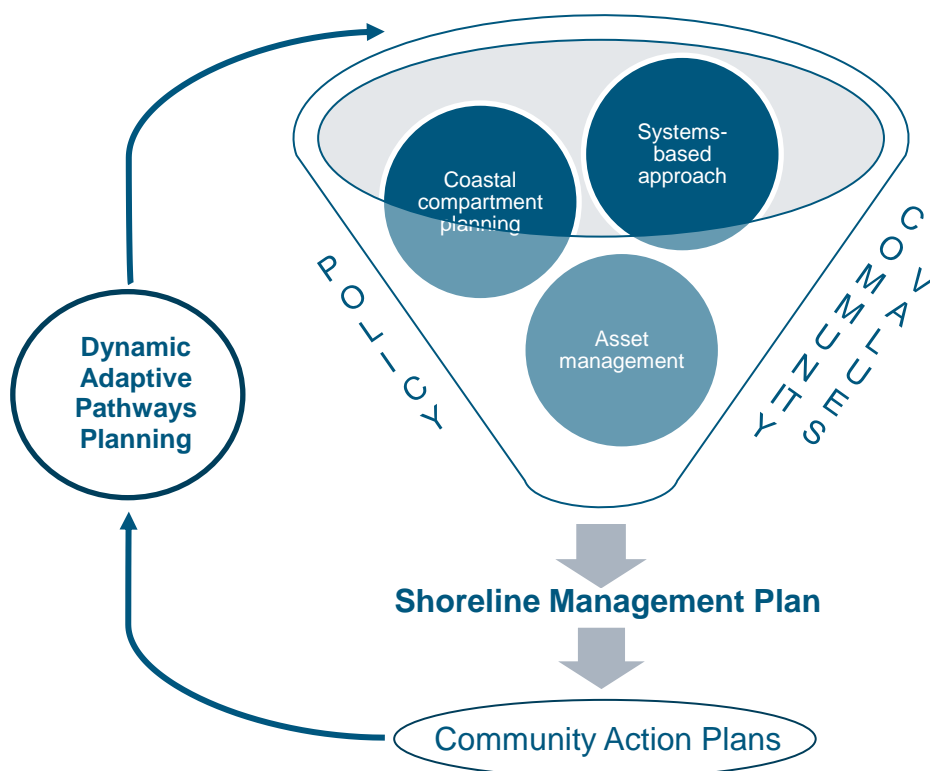 Systems-
based
approach
Coastal
compartment
planning
POLICY
COMMUNITY
VALUES
Asset
management
Dynamic
Adaptive
Pathways
Planning
Shoreline Management Plan
Community Action Plans